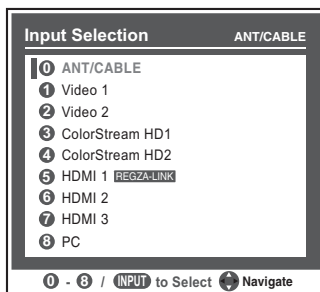 Input Selection ANT/CABLE
0 ANT/CABLE
1 Video 1
2 Video 2
3 ColorStream HD1
4 ColorStream HD2
5 HDMI 1 REGZA-LINK
6 HDMI 2
7 HDMI 3
8 PC
0 - 8 / INPUT to Select Navigate